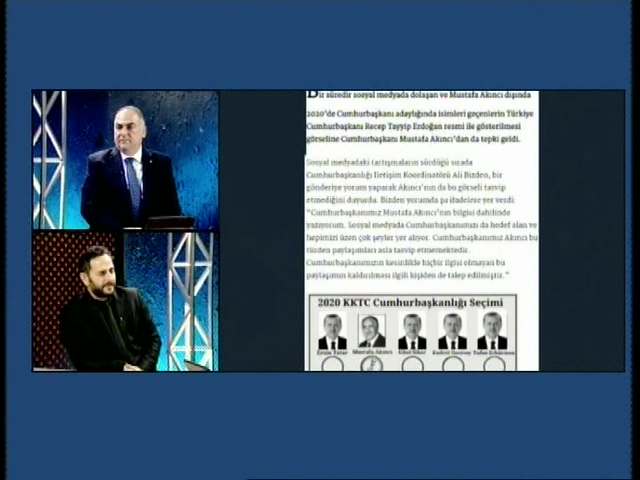 Bir süredir sosyal medyada dolaşan ve Mustafa Akıncı dışında
2020'de Cumhurbaşkanı adaylığında isimleri geçenlerin Türkiye
Cumhurbaşkanı Recep Tayyip Erdoğan resmi ile gösterilmesi
görseline Cumhurbaşkanı Mustafa Akıncı'dan da tepki geldi.
Sosyal medyadaki tartışmaların sürdüğü sırada
Cumhurbaşkanlığı İletişim Koordinatörü Ali Bizden, bir
gönderiye yorum yaparak Akıncı'nın da bu görseli tasvip
etmediğini duyurdu. Bizden yorumda şu ifadelere yer verdi:
"Cumhurbaşkanımız Mustafa Akıncı'nın bilgisi dahilinde
yazıyorum. Sosyal medyada Cumhurbaşkanımızı da hedef alan ve
hepimizi üzen çok şeyler yer alıyor. Cumhurbaşkanımız Akıncı bu
türden paylaşımları asla tasvip etmemektedir.
Cumhurbaşkanımızın kesinlikle hiçbir ilgisi olmayan bu
paylaşımın kaldırılması ilgili kişiden de talep edilmiştir."
2020 KKTC Cumhurbaşkanlığı Seçimi
Ersin Tatar Mustafa Akıncı Kudret Özersay Tufan Erhürman